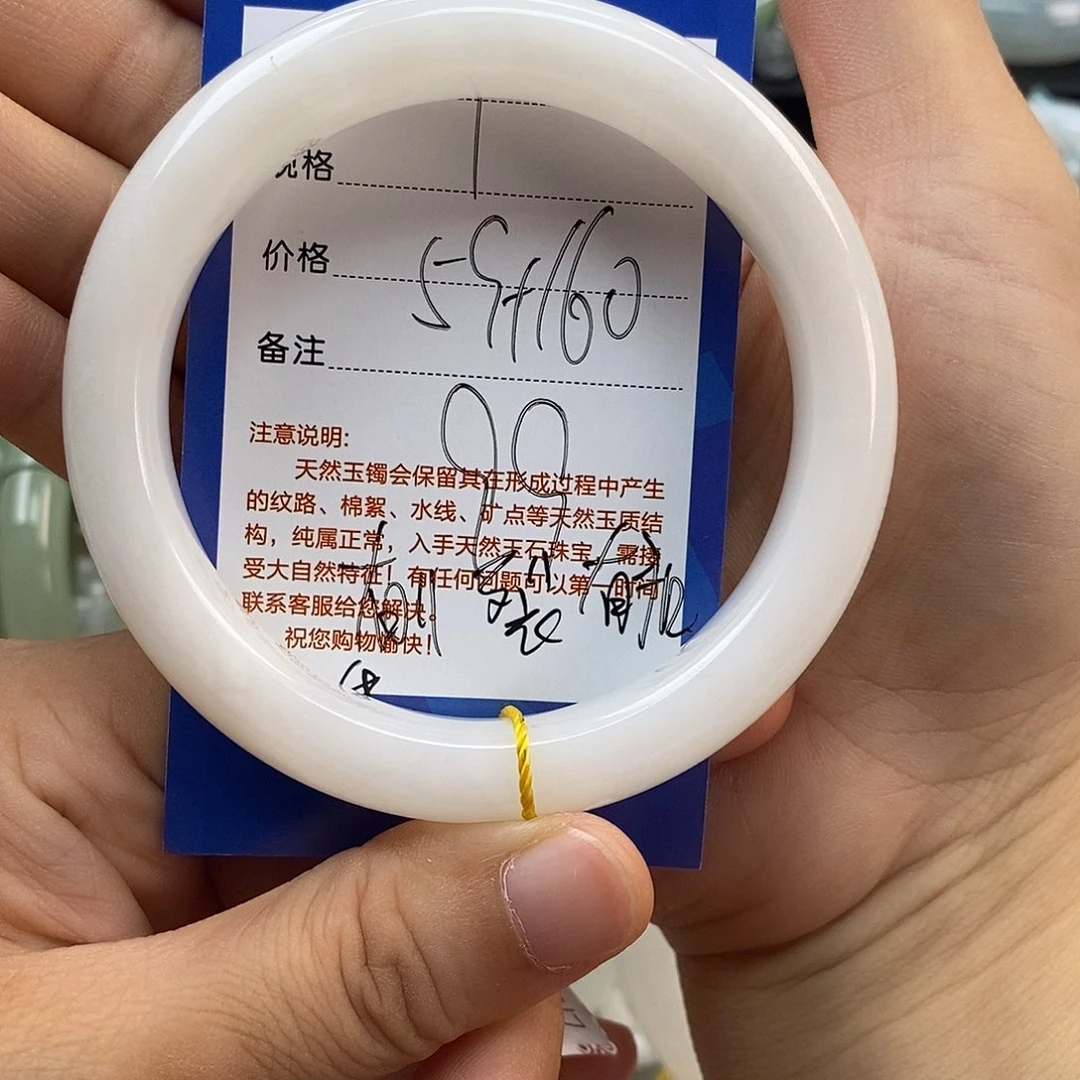 规格
价格
备注
99
注意说明:
天然玉镯会保留其在形成过程中产生
的纹路、棉絮、水线、矿点等天然玉质结
构,纯属正常,入手天然玉石珠宝,需接
受大自然特征!有任何问题可以第一时间
联系客服给您解决。
祝您购物愉快!